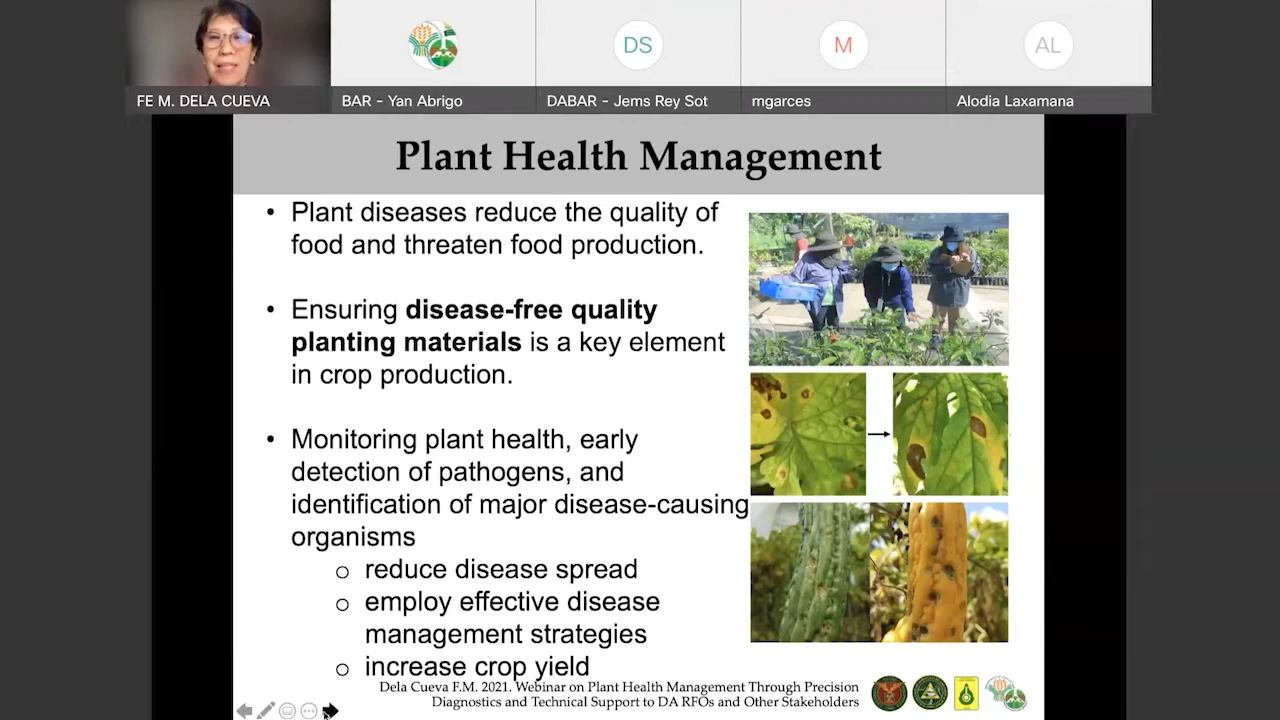 FE M. DELA CUEVA
BAR - Yan Abrigo
DS
DABAR - Jems Rey Sot
M
mgarces
AL
Alodia Laxamana
Plant Health Management
• Plant diseases reduce the quality of
food and threaten food production.
• Ensuring disease-free quality
planting materials is a key element
in crop production.
• Monitoring plant health, early
detection of pathogens, and
identification of major disease-causing
organisms
o reduce disease spread
o employ effective disease
management strategies
o increase crop yield
Dela Cueva F.M. 2021. Webinar on Plant Health Management Through Precision
Diagnostics and Technical Support to DA RFOs and Other Stakeholders